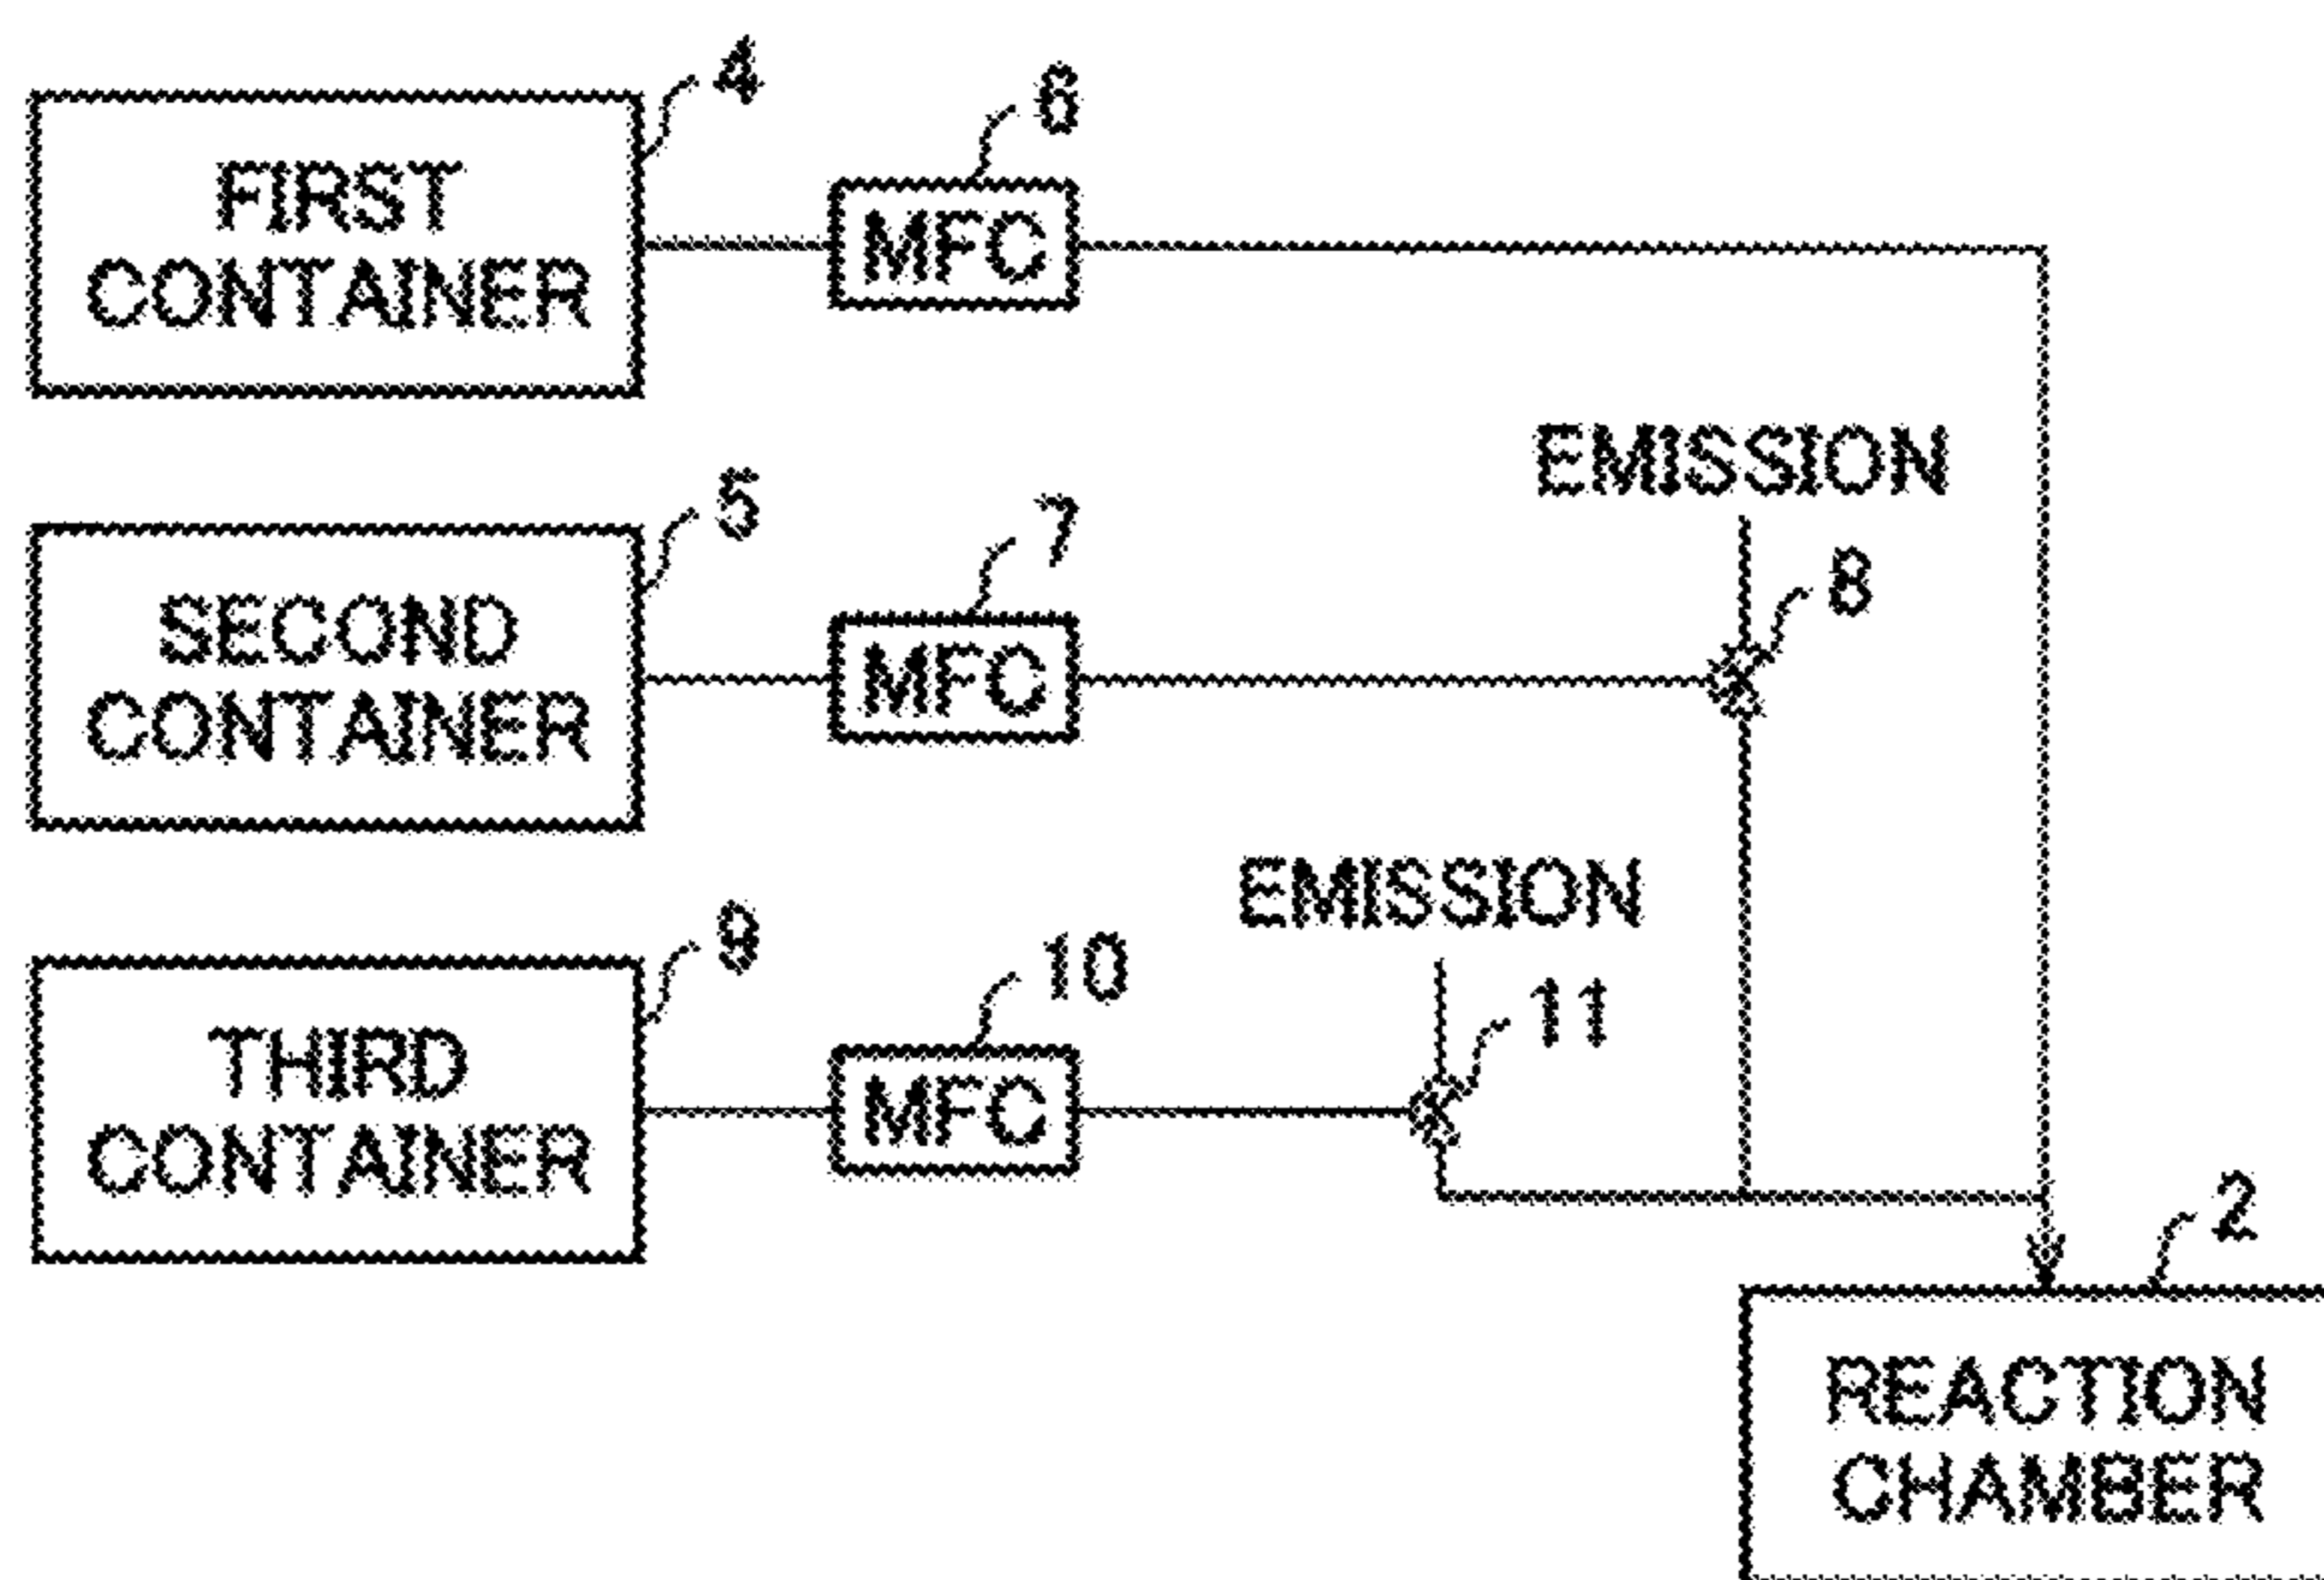 4
6
FIRST
CONTAINER
MFC
EMISSION
5
7
8
SECOND
CONTAINER
MFC
EMISSION
9
10
11
THIRD
CONTAINER
MFC
2
REACTION
CHAMBER